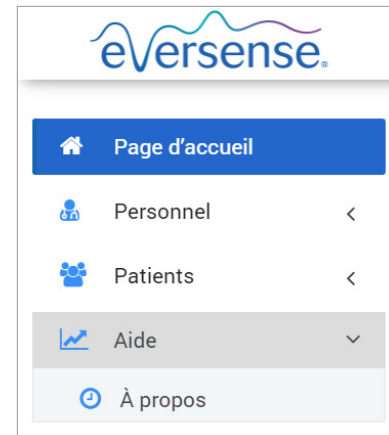 eversense®
Page d'accueil
Personnel
Patients
Aide
À propos